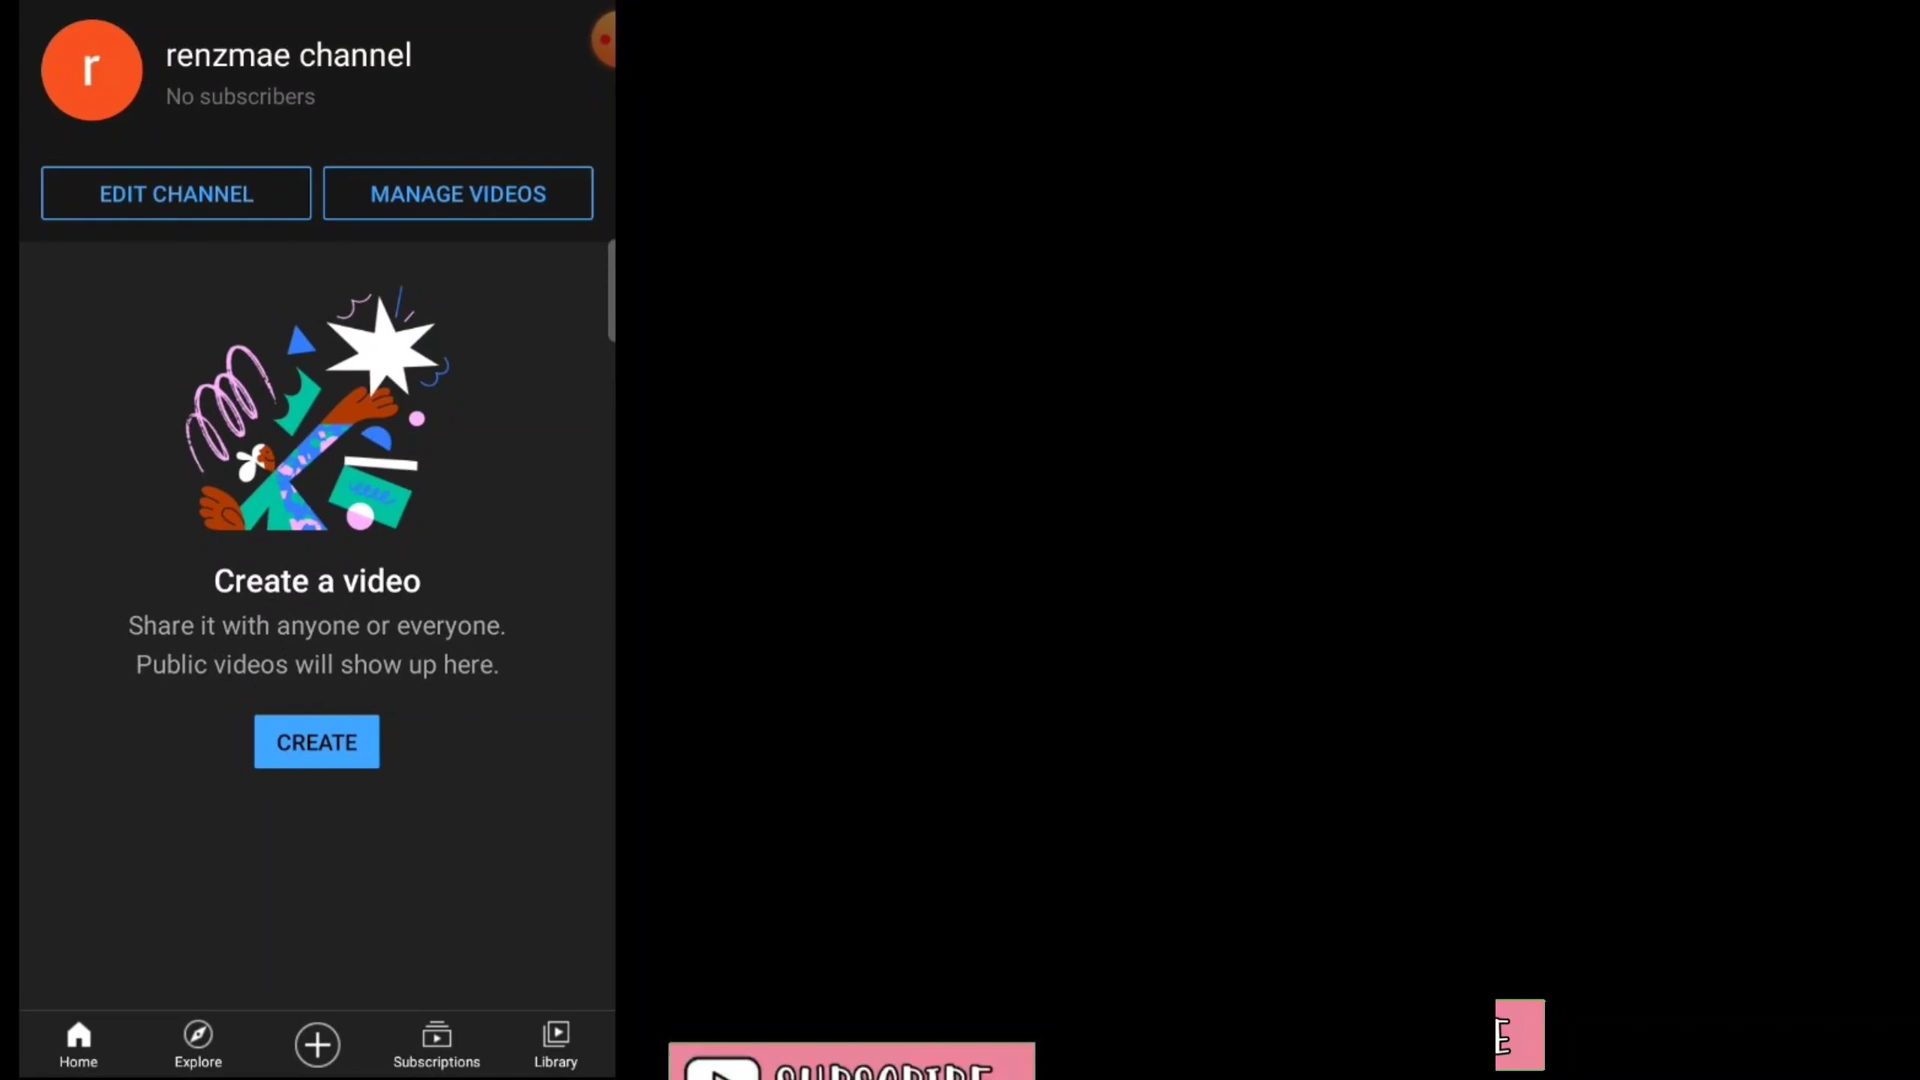 r
renzmae channel
No subscribers
EDIT CHANNEL
MANAGE VIDEOS
Create a video
Share it with anyone or everyone.
Public videos will show up here.
CREATE
Home
Explore
Subscriptions
Library
SUBSCRIBE
E